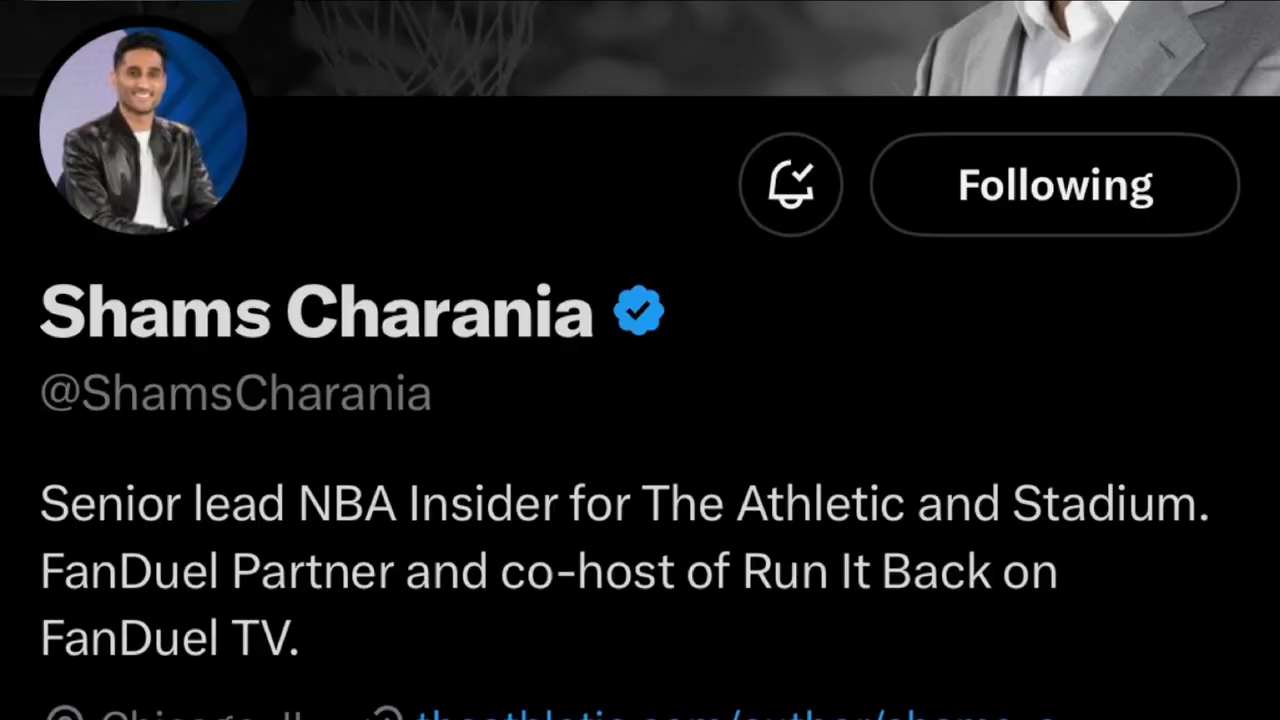 Following
Shams Charania
@ShamsCharania
Senior lead NBA Insider for The Athletic and Stadium.
FanDuel Partner and co-host of Run It Back on
FanDuel TV.